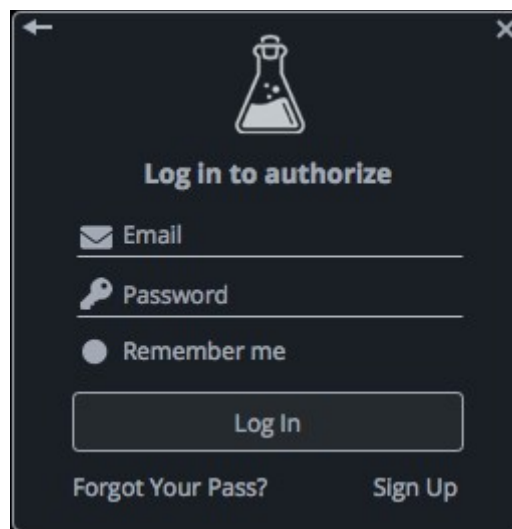 Log in to authorize
Email
Password
Remember me
Log In
Forgot Your Pass? Sign Up